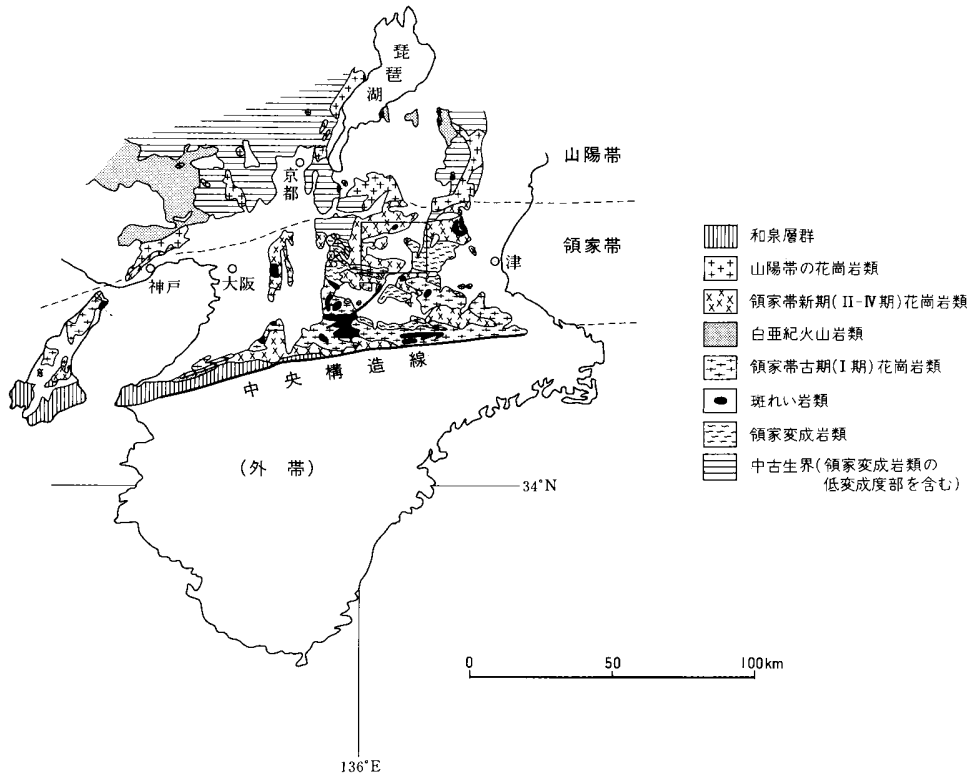 琵琶湖
京都
山陽帯
領家帯
津
神戸
大阪
中央構造線
(外帯)
34°N
136°E
0 50 100km
和泉層群
山陽帯の花崗岩類
領家帯新期(II-IV期)花崗岩類
白亜紀火山岩類
領家帯古期(I期)花崗岩類
斑れい岩類
領家変成岩類
中古生界(領家変成岩類の
低変成度部を含む)